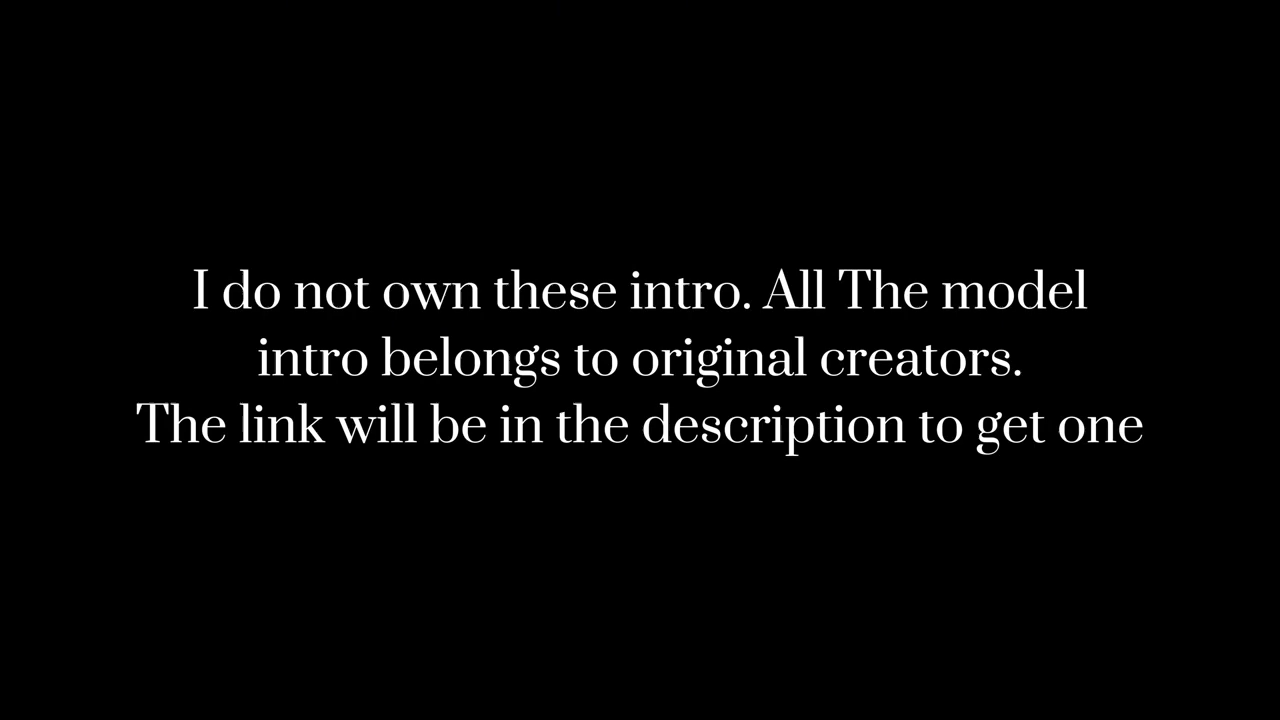 I do not own these intro. All The model
intro belongs to original creators.
The link will be in the description to get one